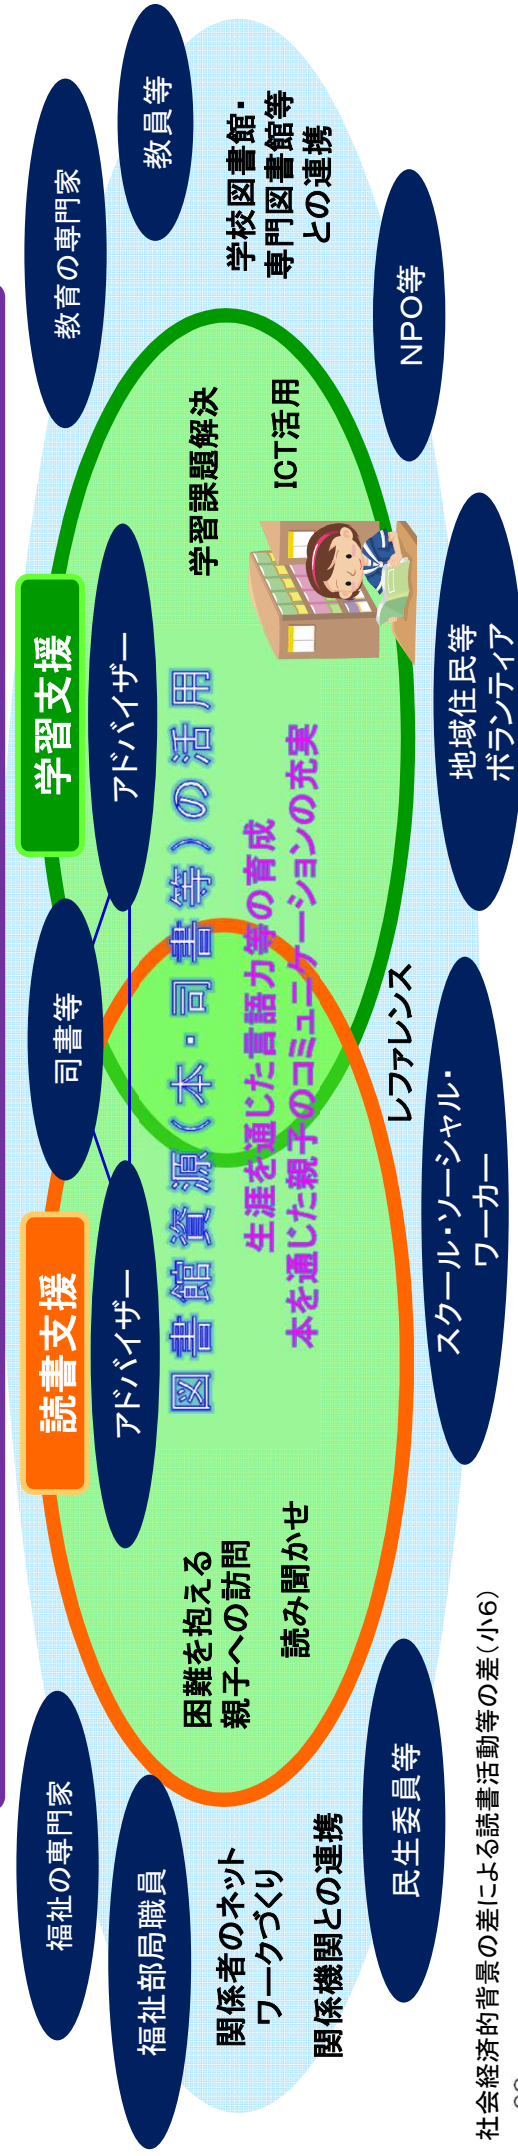 読書支援
学習支援
福祉の専門家
福祉部局職員
司書等
アドバイザー
アドバイザー
教育の専門家
教員等
図書館資源（本・司書等）の活用
生涯を通じた言語力等の育成
本を通じた親子のコミュニケーションの充実
困難を抱える
親子への訪問
読み聞かせ
学習課題解決
ICT活用
関係者のネット
ワークづくり
関係機関との連携
学校図書館・
専門図書館等
との連携
レファレンス
民生委員等
スクール・ソーシャル・
ワーカー
地域住民等
ボランティア
NPO等
社会経済的背景の差による読書活動等の差（小6）